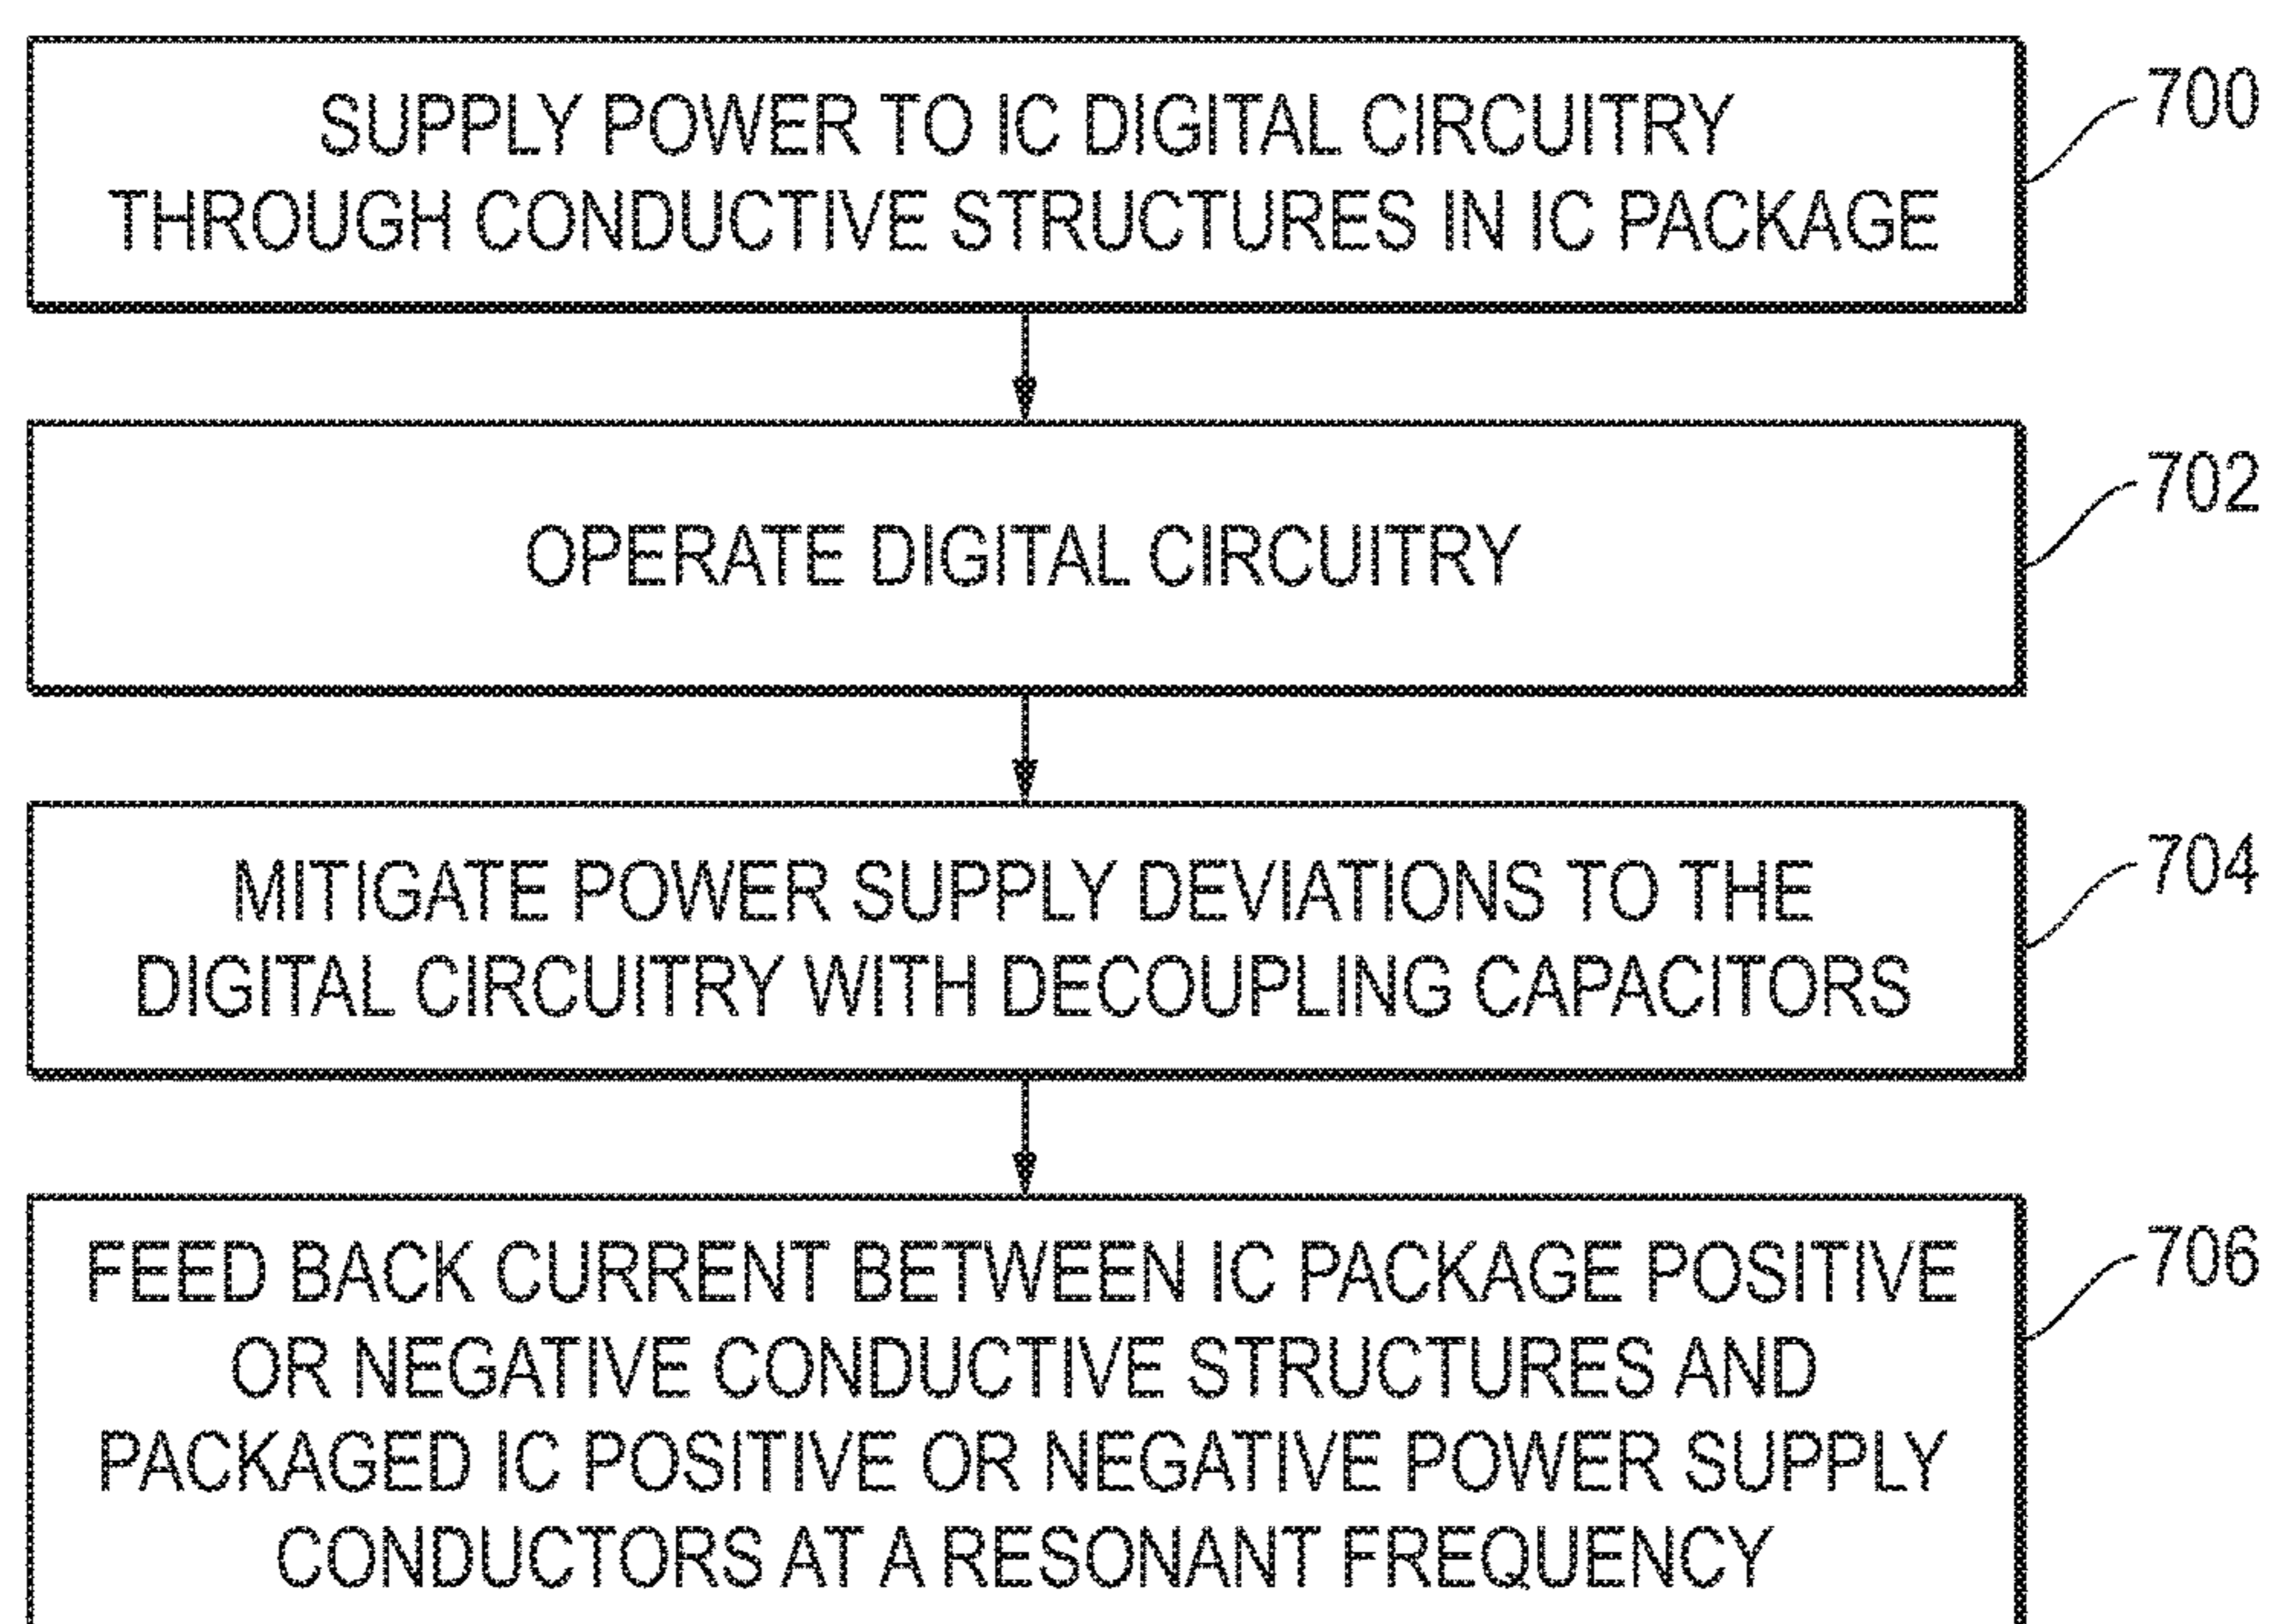 SUPPLY POWER TO IC DIGITAL CIRCUITRY
THROUGH CONDUCTIVE STRUCTURES IN IC PACKAGE
700
OPERATE DIGITAL CIRCUITRY
702
MITIGATE POWER SUPPLY DEVIATIONS TO THE
DIGITAL CIRCUITRY WITH DECOUPLING CAPACITORS
704
FEED BACK CURRENT BETWEEN IC PACKAGE POSITIVE
OR NEGATIVE CONDUCTIVE STRUCTURES AND
PACKAGED IC POSITIVE OR NEGATIVE POWER SUPPLY
CONDUCTORS AT A RESONANT FREQUENCY
706